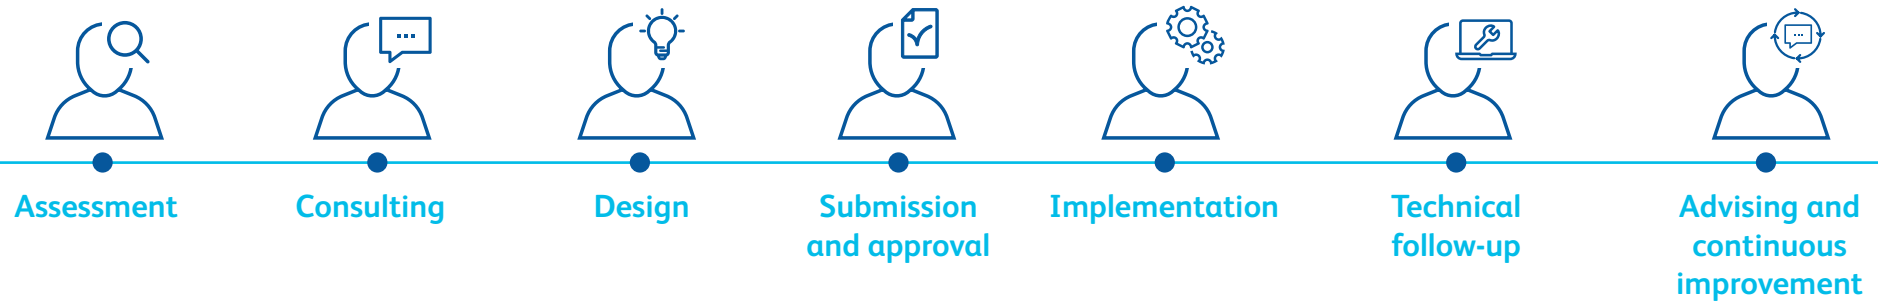 Assessment
Consulting
Design
Submission
and approval
Implementation
Technical
follow-up
Advising and
continuous
improvement